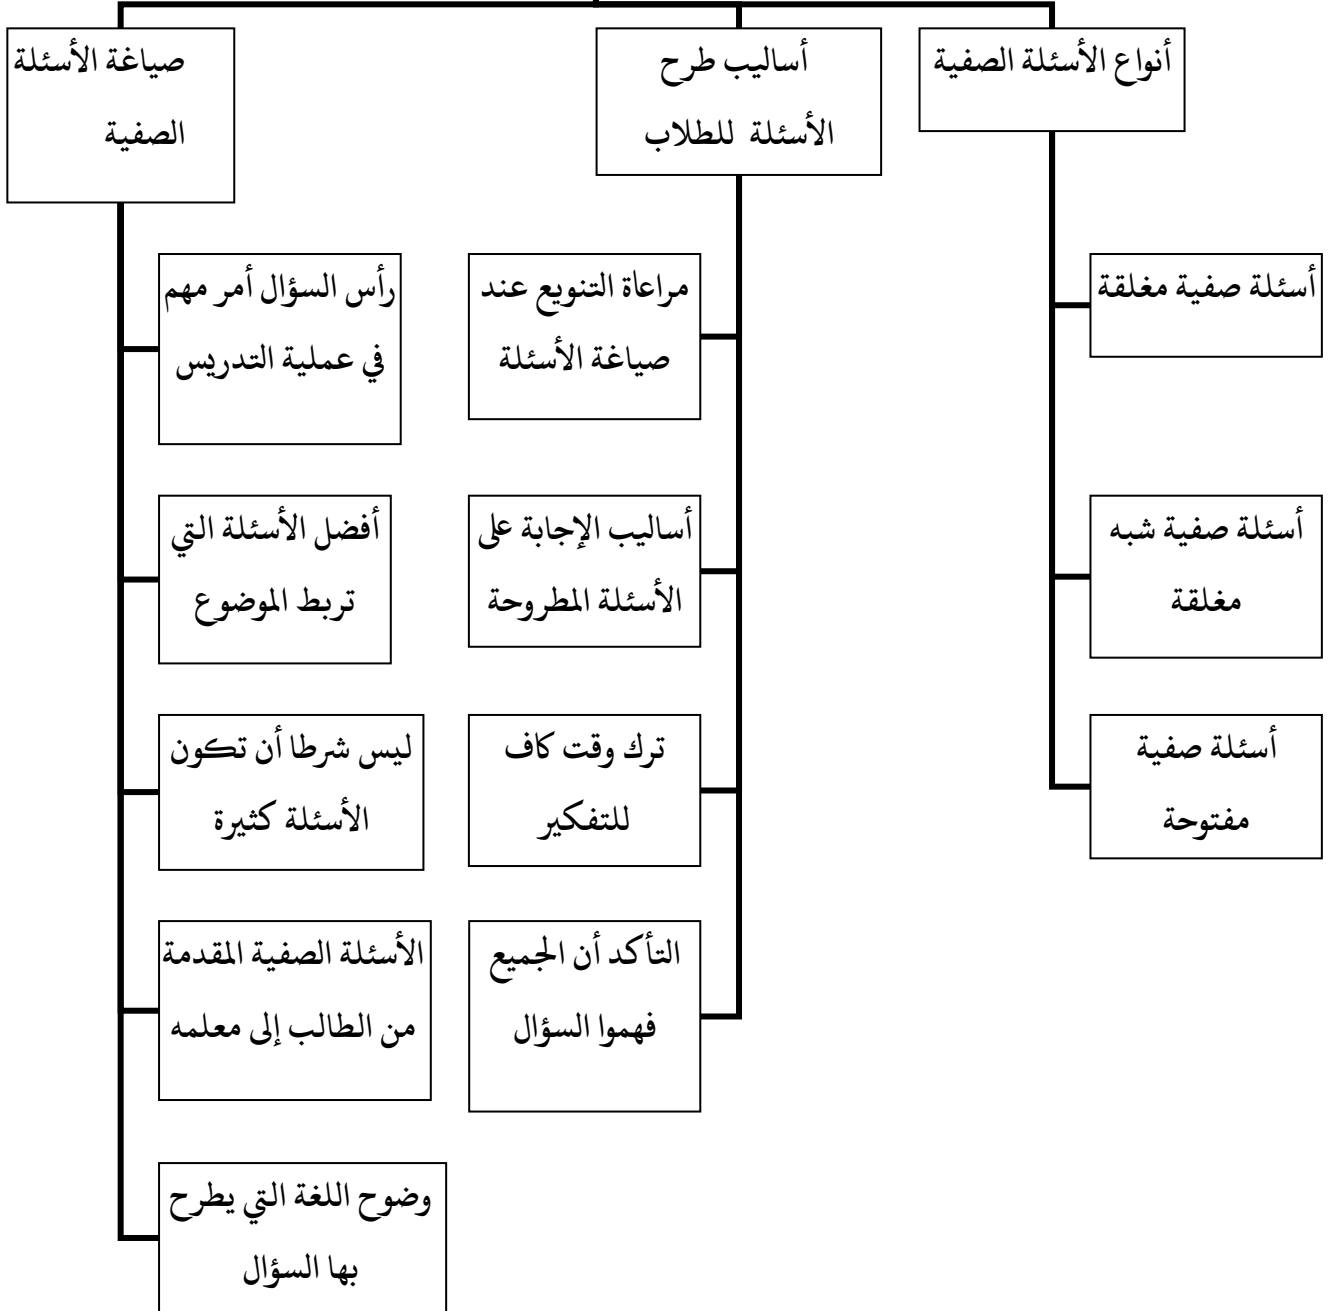 أنواع الأسئلة الصفية
أسئلة صفية مغلقة
أسئلة صفية شبه
مغلقة
أسئلة صفية
مفتوحة
أساليب طرح
الأسئلة للطلاب
مراعاة التنويع عند
صياغة الأسئلة
أساليب الإجابة على
الأسئلة المطروحة
ترك وقت كاف
للتفكير
التأكد أن الجميع
فهموا السؤال
صياغة الأسئلة
الصفية
رأس السؤال أمر مهم
في عملية التدريس
أفضل الأسئلة التي
تربط الموضوع
ليس شرطا أن تكون
الأسئلة كثيرة
الأسئلة الصفية المقدمة
من الطالب إلى معلمه
وضوح اللغة التي يطرح
بها السؤال